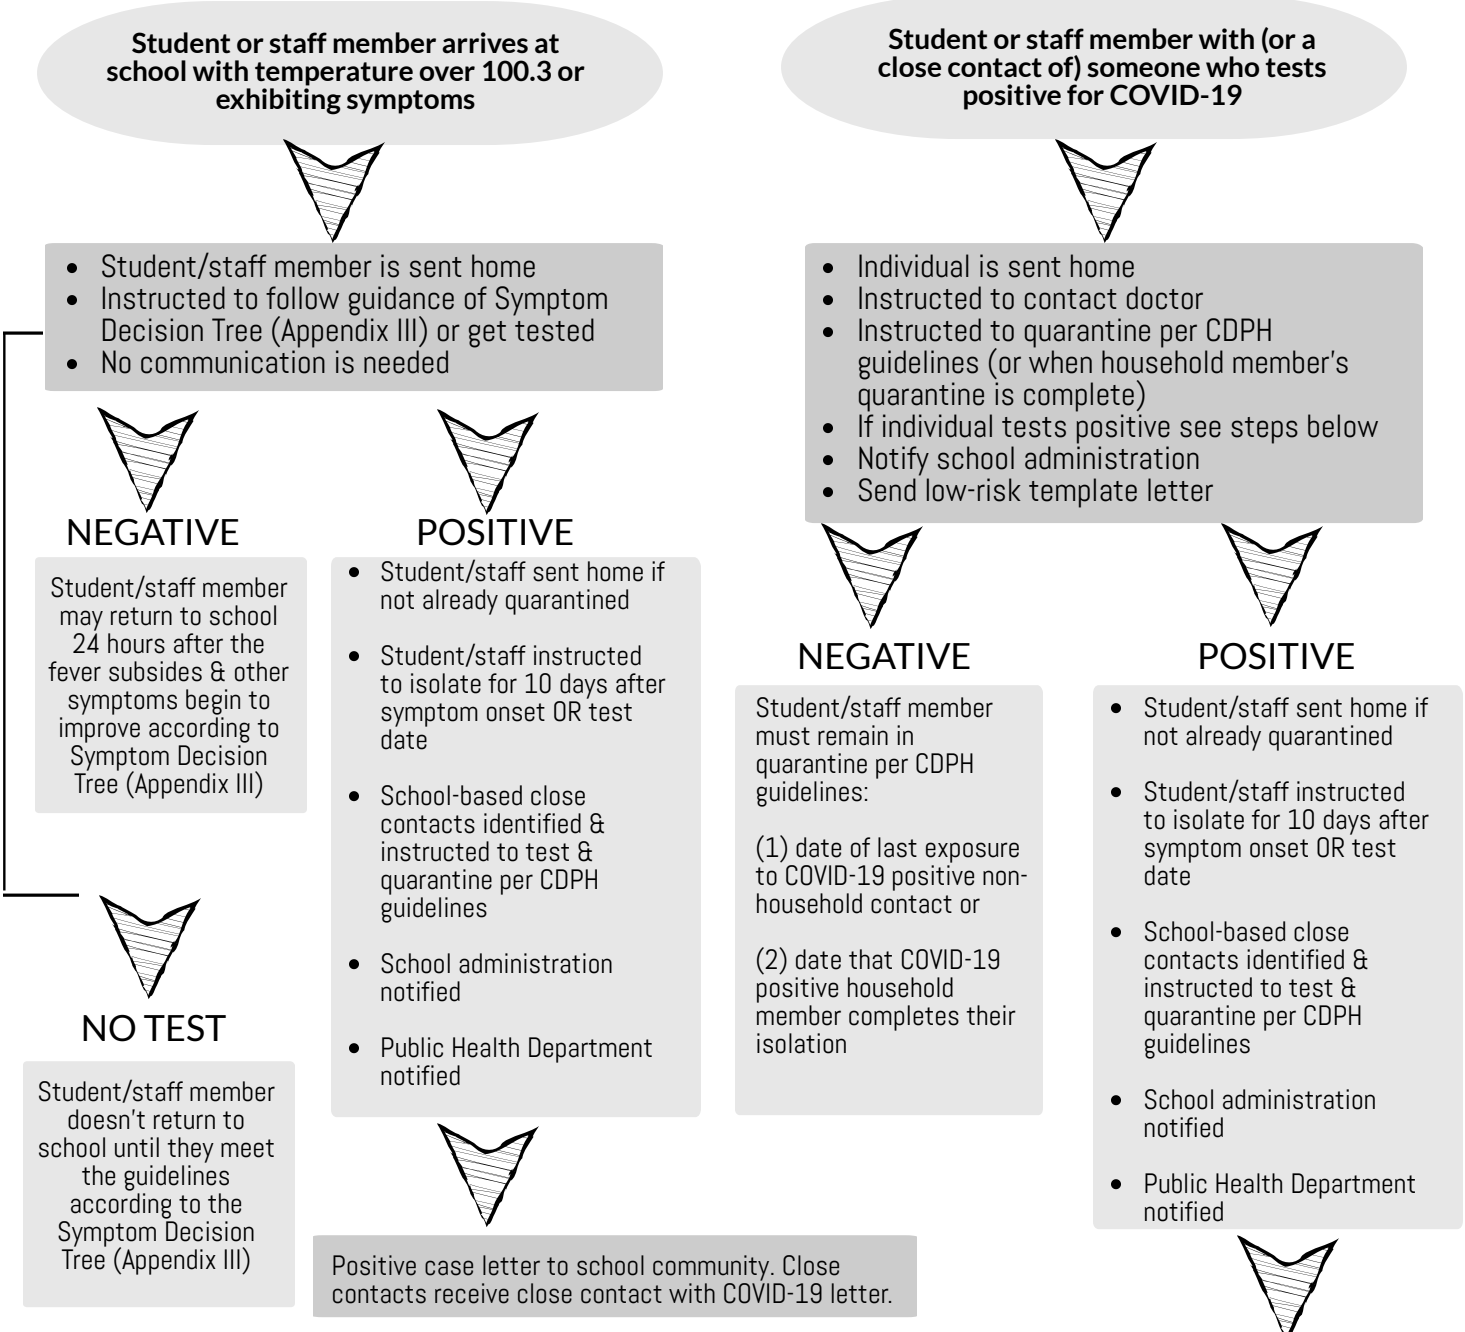 Student or staff member arrives at
school with temperature over 100.3 or
exhibiting symptoms
• Student/staff member is sent home
• Instructed to follow guidance of Symptom
Decision Tree (Appendix III) or get tested
• No communication is needed
NEGATIVE
Student/staff member
may return to school
24 hours after the
fever subsides & other
symptoms begin to
improve according to
Symptom Decision
Tree (Appendix III)
POSITIVE
• Student/staff sent home if
not already quarantined
• Student/staff instructed
to isolate for 10 days after
symptom onset OR test
date
• School-based close
contacts identified &
instructed to test &
quarantine per CDPH
guidelines
• School administration
notified
• Public Health Department
notified
NO TEST
Student/staff member
doesn't return to
school until they meet
the guidelines
according to the
Symptom Decision
Tree (Appendix III)
Positive case letter to school community. Close
contacts receive close contact with COVID-19 letter.
Student or staff member with (or a
close contact of) someone who tests
positive for COVID-19
• Individual is sent home
• Instructed to contact doctor
• Instructed to quarantine per CDPH
guidelines (or when household member's
quarantine is complete)
• If individual tests positive see steps below
• Notify school administration
• Send low-risk template letter
NEGATIVE
Student/staff member
must remain in
quarantine per CDPH
guidelines:
(1) date of last exposure
to COVID-19 positive non-
household contact or
(2) date that COVID-19
positive household
member completes their
isolation
POSITIVE
• Student/staff sent home if
not already quarantined
• Student/staff instructed
to isolate for 10 days after
symptom onset OR test
date
• School-based close
contacts identified &
instructed to test &
quarantine per CDPH
guidelines
• School administration
notified
• Public Health Department
notified